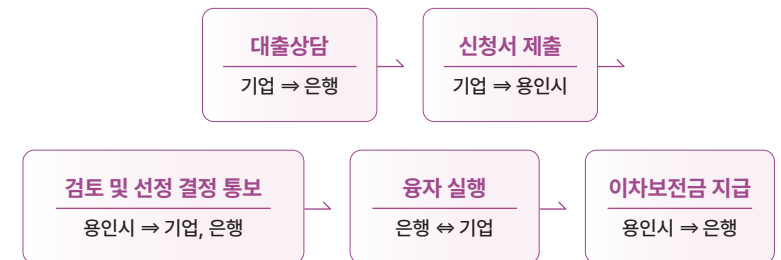 대출상담
기업 ⇒ 은행
신청서 제출
기업 ⇒ 용인시
검토 및 선정 결정 통보
용인시 ⇒ 기업, 은행
융자 실행
은행 ⇔ 기업
이차보전금 지급
용인시 ⇒ 은행